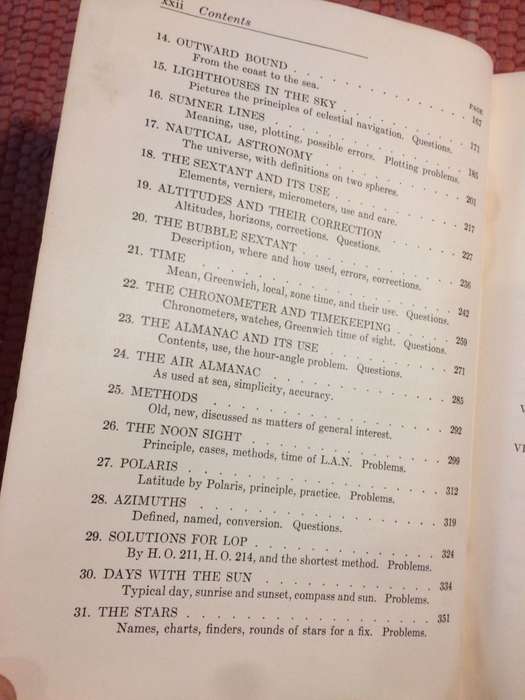 xxii Contents
PAGE
14. OUTWARD BOUND . . . . . . . . . . 167
From the coast to the sea.
15. LIGHTHOUSES IN THE SKY . . . . . . . . 171
Pictures the principles of celestial navigation. Questions.
16. SUMNER LINES . . . . . . . . . . 185
Meaning, use, plotting, possible errors. Plotting problems.
17. NAUTICAL ASTRONOMY . . . . . . . . . 201
The universe, with definitions on two spheres.
18. THE SEXTANT AND ITS USE . . . . . . . . 217
Elements, verniers, micrometers, use and care.
19. ALTITUDES AND THEIR CORRECTION . . . . . . 227
Altitudes, horizons, corrections. Questions.
20. THE BUBBLE SEXTANT . . . . . . . . . 236
Description, where and how used, errors, corrections.
21. TIME . . . . . . . . . . . . . 242
Mean, Greenwich, local, zone time, and their use. Questions.
22. THE CHRONOMETER AND TIMEKEEPING . . . . . 259
Chronometers, watches, Greenwich time of sight. Questions.
23. THE ALMANAC AND ITS USE . . . . . . . . 271
Contents, use, the hour-angle problem. Questions.
24. THE AIR ALMANAC . . . . . . . . . . 285
As used at sea, simplicity, accuracy.
25. METHODS . . . . . . . . . . . . 292
Old, new, discussed as matters of general interest.
26. THE NOON SIGHT . . . . . . . . . . 299
Principle, cases, methods, time of L.A.N. Problems.
27. POLARIS . . . . . . . . . . . . 312
Latitude by Polaris, principle, practice. Problems.
28. AZIMUTHS . . . . . . . . . . . . 319
Defined, named, conversion. Questions.
29. SOLUTIONS FOR LOP . . . . . . . . . 324
By H. O. 211, H. O. 214, and the shortest method. Problems.
30. DAYS WITH THE SUN . . . . . . . . . 334
Typical day, sunrise and sunset, compass and sun. Problems.
31. THE STARS . . . . . . . . . . . . 351
Names, charts, finders, rounds of stars for a fix. Problems.